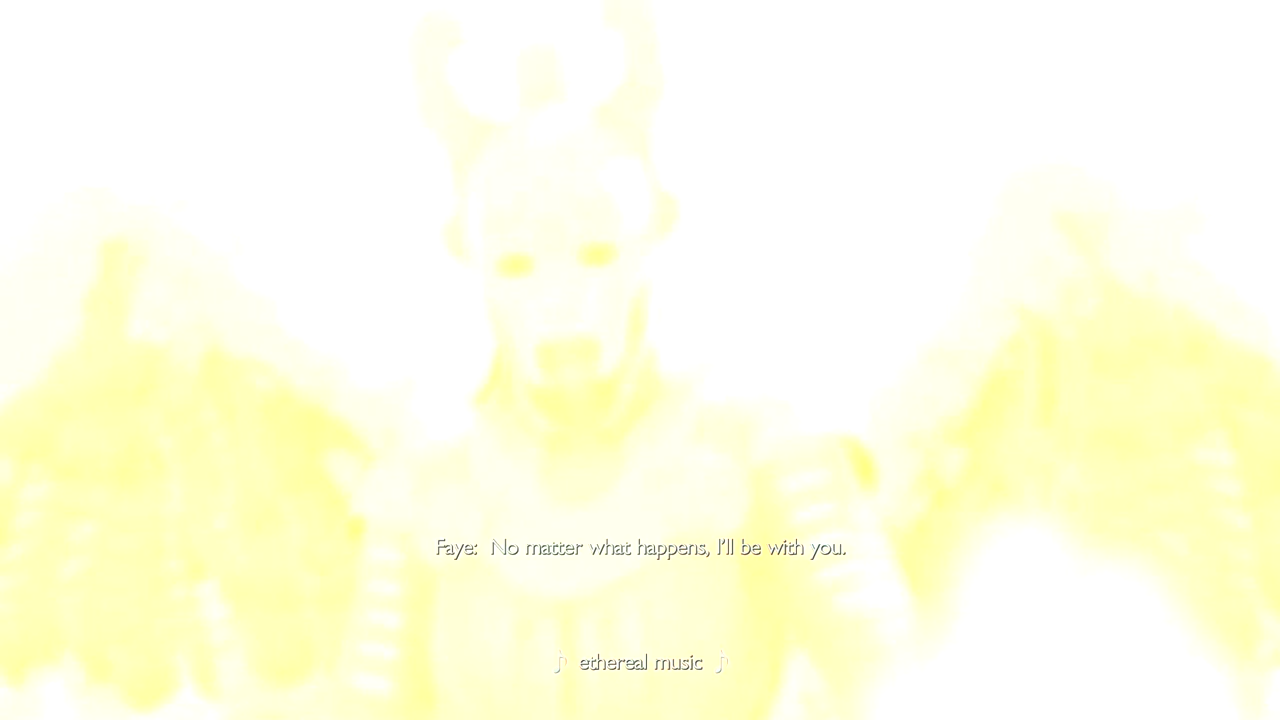 Faye: No matter what happens, I'll be with you.
♪ ethereal music ♪